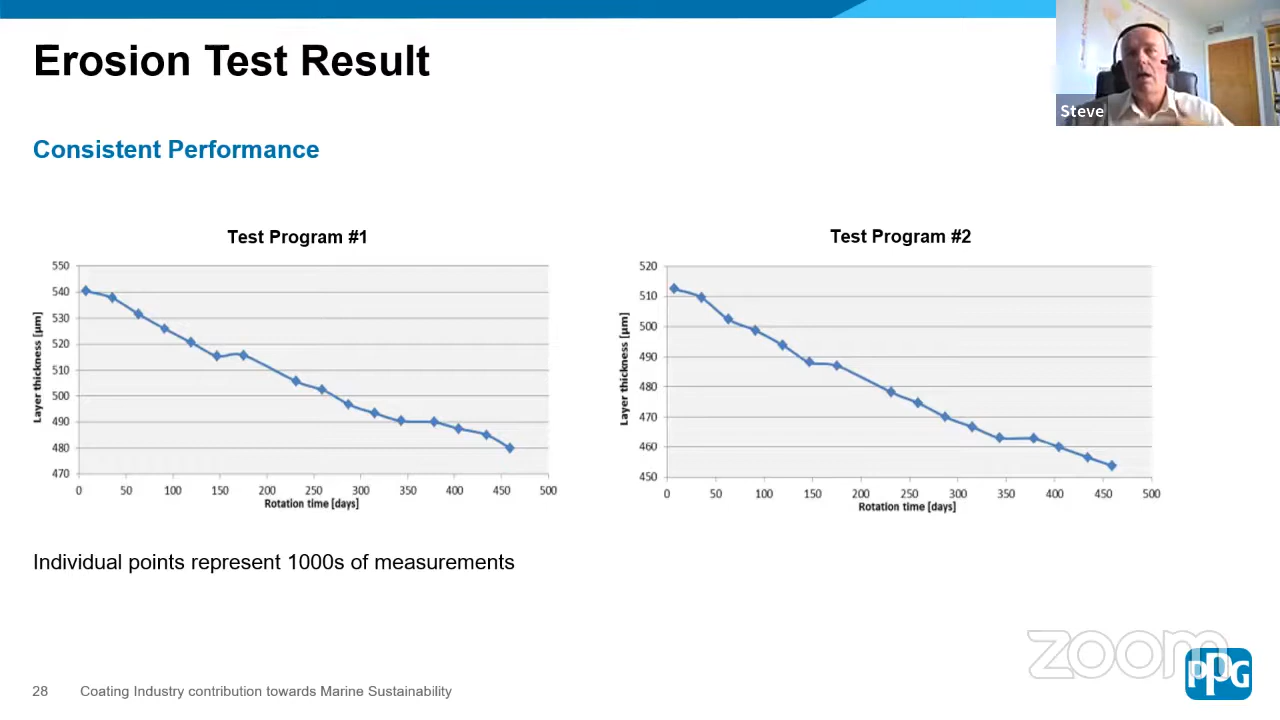 Erosion Test Result
Steve
Consistent Performance
Test Program #1
550
540
530
520
510
500
490
480
470
Layer thickness [µm]
0 50 100 150 200 250 300 350 400 450 500
Rotation time [days]
Test Program #2
520
510
500
490
480
470
460
450
Layer thickness [µm]
0 50 100 150 200 250 300 350 400 450 500
Rotation time [days]
Individual points represent 1000s of measurements
zoom
PPG
28 Coating Industry contribution towards Marine Sustainability